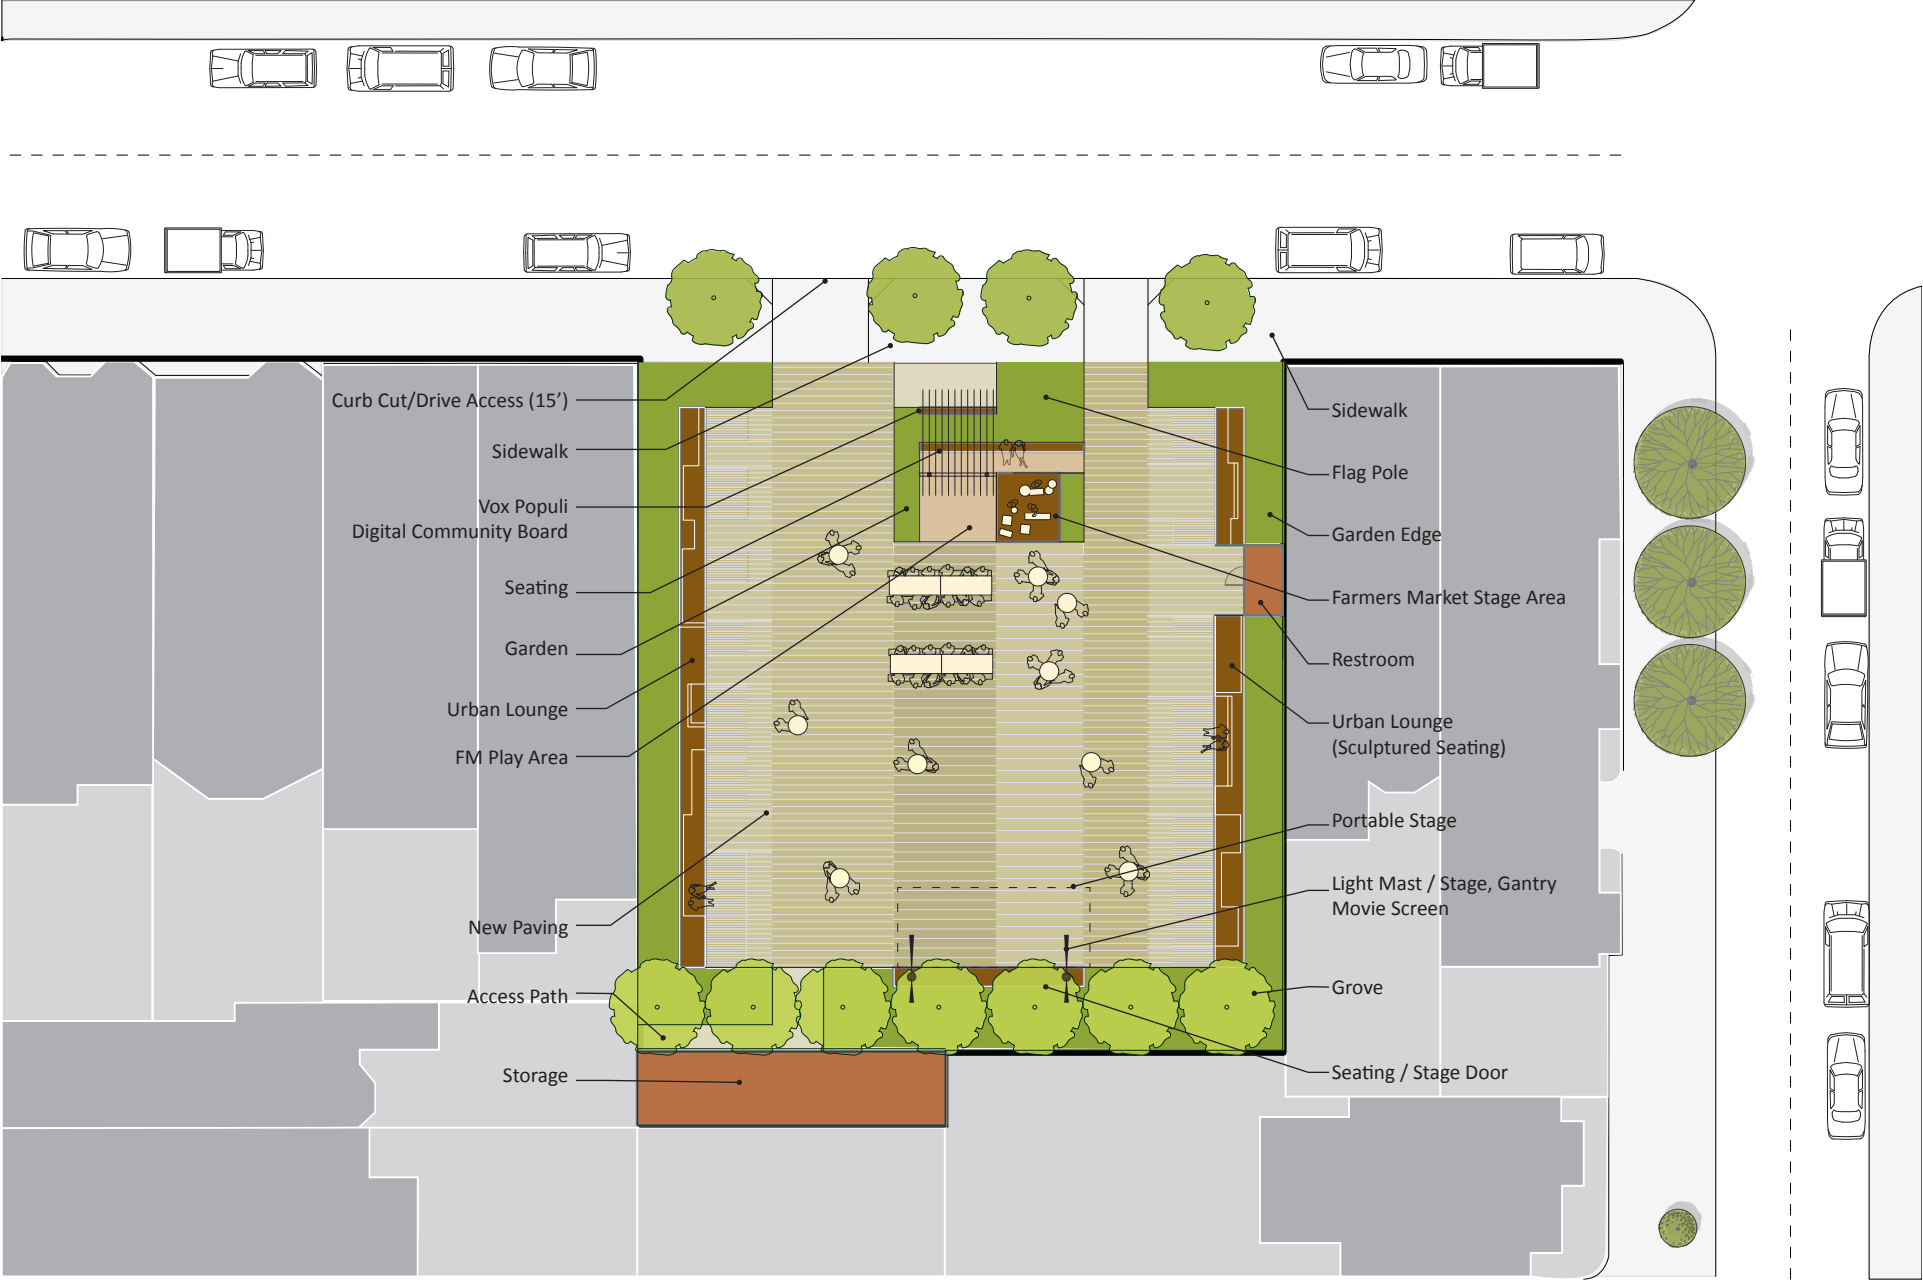 Curb Cut/Drive Access (15’)
Sidewalk
Vox Populi
Digital Community Board
Seating
Garden
Urban Lounge
FM Play Area
New Paving
Access Path
Storage
Sidewalk
Flag Pole
Garden Edge
Farmers Market Stage Area
Restroom
Urban Lounge
(Sculptured Seating)
Portable Stage
Light Mast / Stage, Gantry
Movie Screen
Grove
Seating / Stage Door